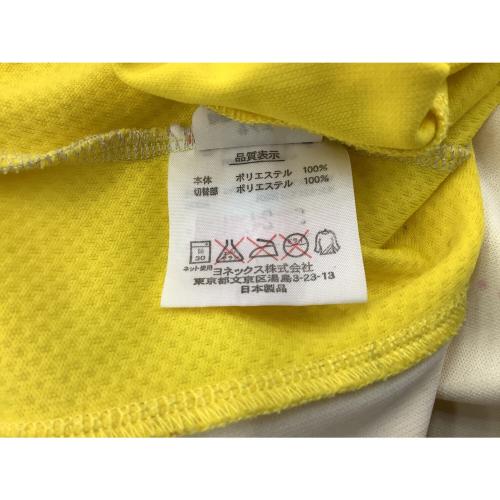 品質表示
本体 ポリエステル 100%
切替部 ポリエステル 100%
30
ネット使用
ヨネックス株式会社
東京都文京区湯島3-23-13
日本製品